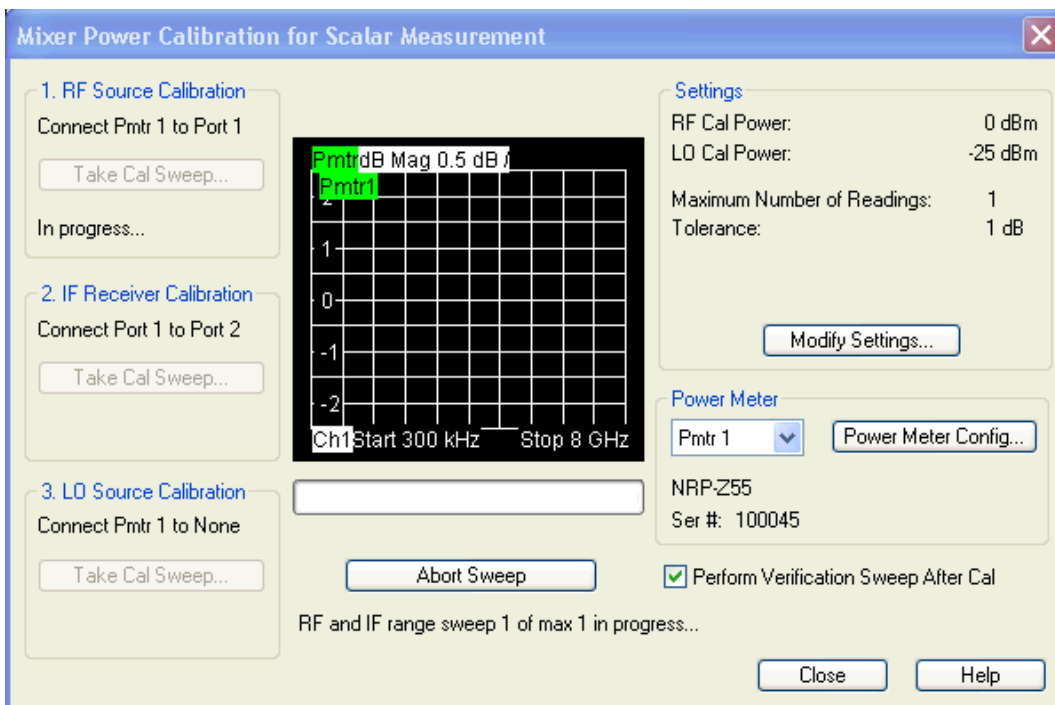 Mixer Power Calibration for Scalar Measurement
1. RF Source Calibration
Connect Pmtr 1 to Port 1
Take Cal Sweep...
In progress...
2. IF Receiver Calibration
Connect Port 1 to Port 2
Take Cal Sweep...
3. LO Source Calibration
Connect Pmtr 1 to None
Take Cal Sweep...
PmtrdB Mag 0.5 dB /
Pmtr1
2
1
0
-1
-2
Ch1Start 300 kHz Stop 8 GHz
Abort Sweep
RF and IF range sweep 1 of max 1 in progress...
Settings
RF Cal Power: 0 dBm
LO Cal Power: -25 dBm
Maximum Number of Readings: 1
Tolerance: 1 dB
Modify Settings...
Power Meter
Pmtr 1
Power Meter Config...
NRP-Z55
Ser #: 100045
Perform Verification Sweep After Cal
Close
Help